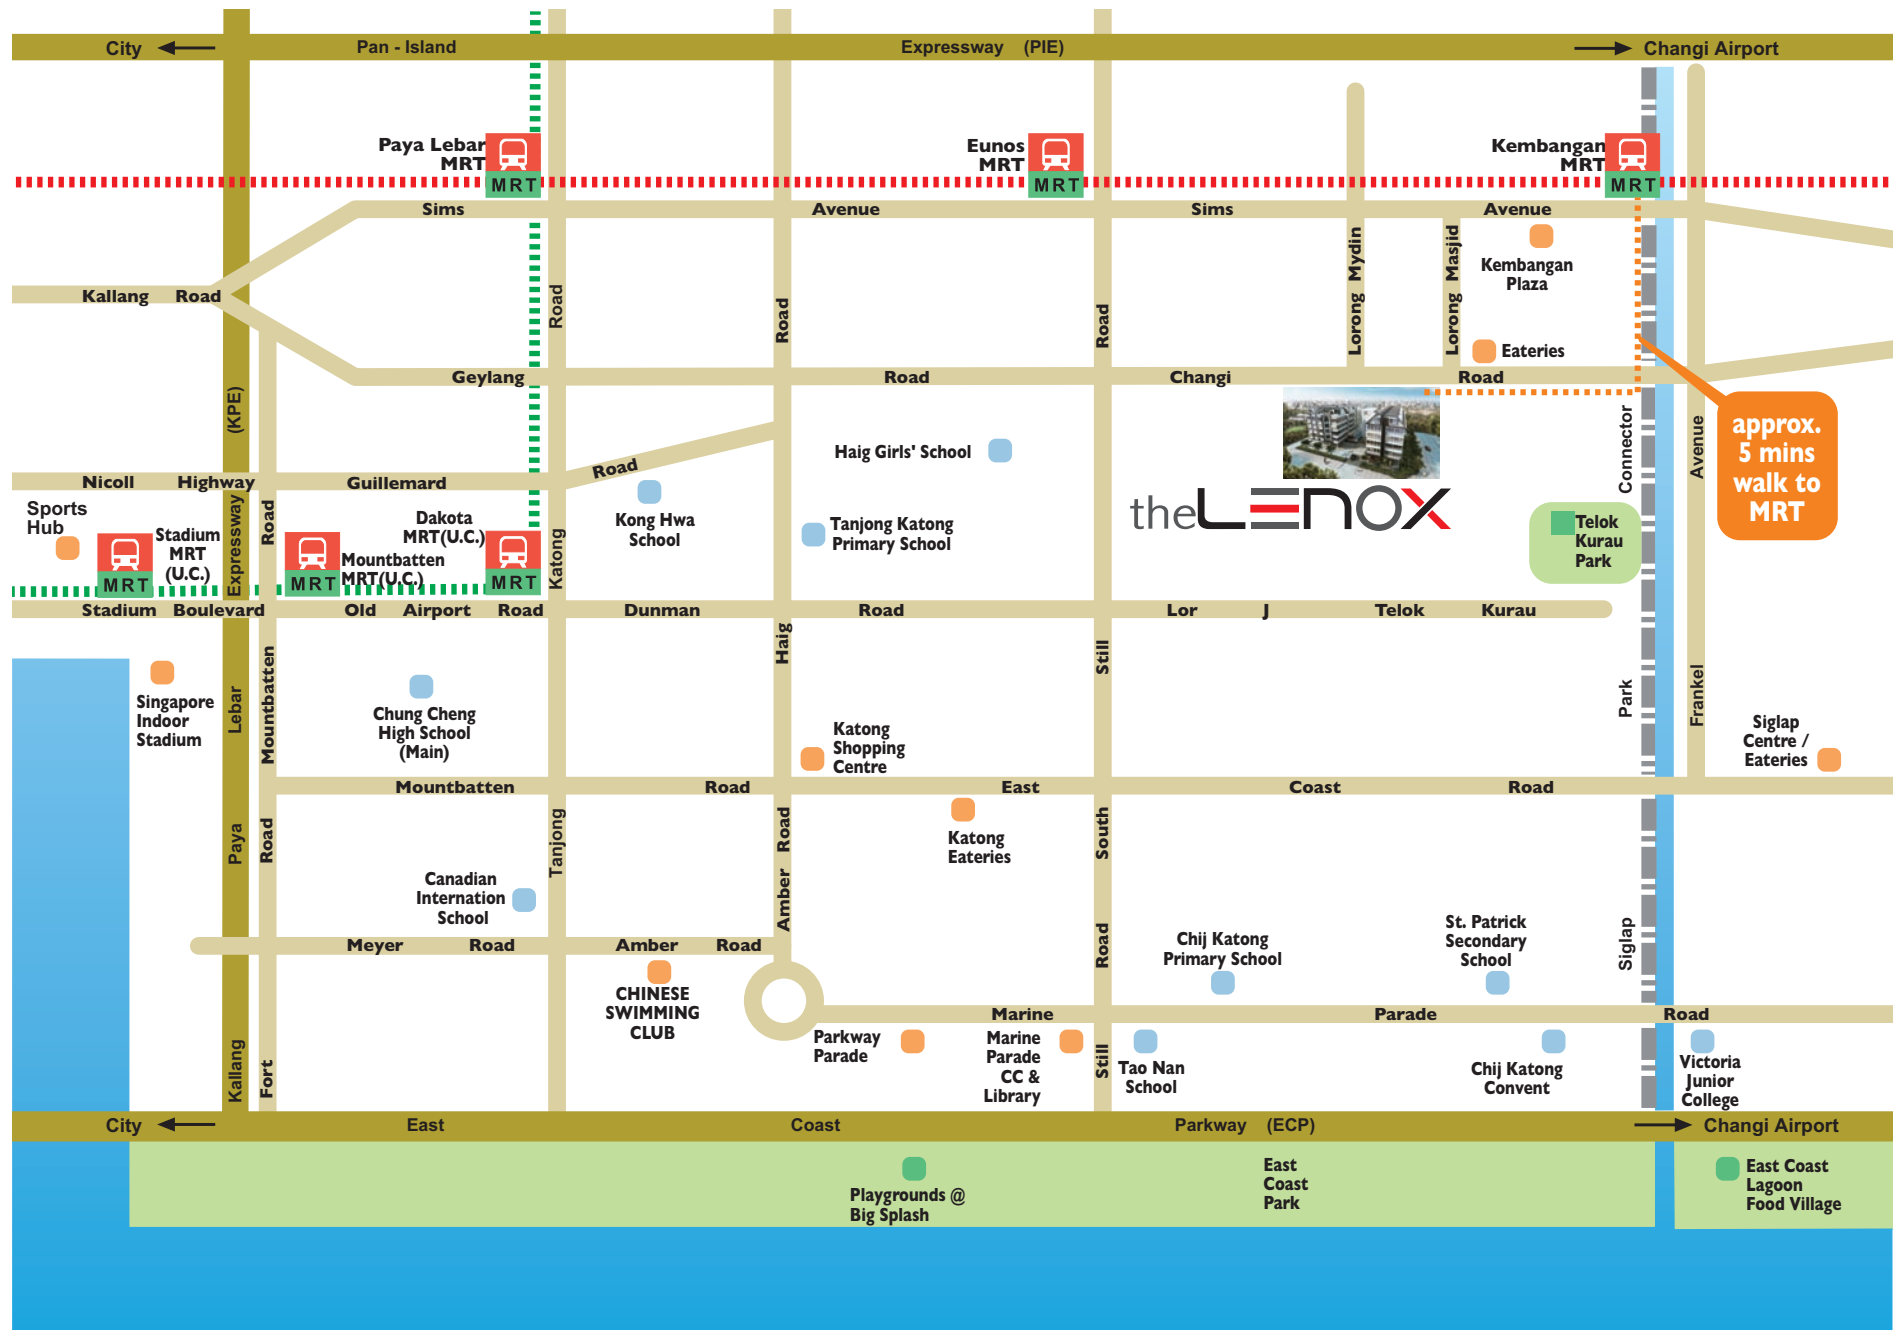 City
Pan - Island
Expressway (PIE)
Changi Airport
Paya Lebar
MRT
MRT
Eunos
MRT
MRT
Kembangan
MRT
MRT
Sims
Avenue
Sims
Avenue
Kallang Road
Lorong Mydin
Lorong Masjid
Kembangan
Plaza
Eateries
Geylang
Road
Changi
Road
approx.
5 mins
walk to
MRT
Haig Girls' School
theLENOX
Nicoll Highway
Guillemard
Road
Kong Hwa
School
Tanjong Katong
Primary School
Telok
Kurau
Park
Sports
Hub
Stadium
MRT
(U.C.)
MRT
Mountbatten
MRT(U.C.)
MRT
Dakota
MRT(U.C.)
MRT
Stadium Boulevard
Old Airport Road
Dunman
Road
Lor J Telok Kurau
Singapore
Indoor
Stadium
Chung Cheng
High School
(Main)
Katong
Shopping
Centre
Siglap
Centre /
Eateries
Mountbatten
Road
East
Coast
Road
Katong
Eateries
Canadian
Internation
School
Meyer
Road
Amber
Road
CHINESE
SWIMMING
CLUB
Chij Katong
Primary School
St. Patrick
Secondary
School
Marine
Parade
Road
Parkway
Parade
Marine
Parade
CC &
Library
Tao Nan
School
Chij Katong
Convent
Victoria
Junior
College
Kallang Paya Lebar Expressway (KPE)
Mountbatten Road
Fort Road
Tanjong Katong Road
Haig Road
Amber Road
Still Road
Still Road South
Siglap Park Connector
Frankel Avenue
City
East
Coast
Parkway (ECP)
Changi Airport
Playgrounds @
Big Splash
East
Coast
Park
East Coast
Lagoon
Food Village